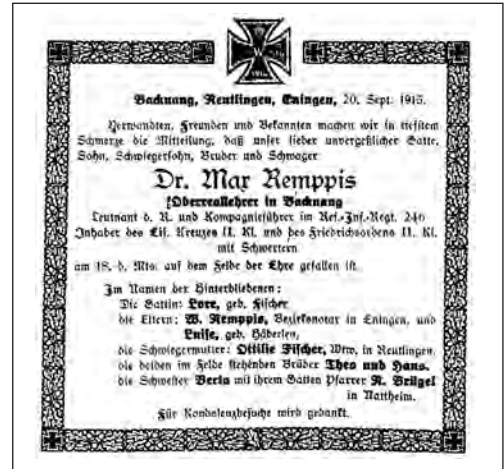 W
1914
Backnang, Reutlingen, Eningen, 20. Sept. 1915.
Verwandten, Freunden und Bekannten machen wir in tiefstem
Schmerze die Mitteilung, daß unser lieber unvergeßlicher Gatte,
Sohn, Schwiegersohn, Bruder und Schwager
Dr. Max Remppis
Oberreallehrer in Backnang
Leutnant d. R. und Kompagnieführer im Res.-Inf.-Regt. 246
Inhaber des Eis. Kreuzes II. Kl. und des Friedrichsordens II. Kl.
mit Schwertern
am 18. d. Mts. auf dem Felde der Ehre gefallen ist.
Im Namen der Hinterbliebenen:
Die Gattin: Lore, geb. Fischer
die Eltern: W. Remppis, Bezirksnotar in Eningen, und
Luise, geb. Häberlen,
die Schwiegermutter: Ottilie Fischer, Wtw. in Reutlingen,
die beiden im Felde stehenden Brüder Theo und Hans.
die Schwester Berta mit ihrem Gatten Pfarrer R. Brügel
in Nattheim.
Für Kondolenzbesuche wird gedankt.